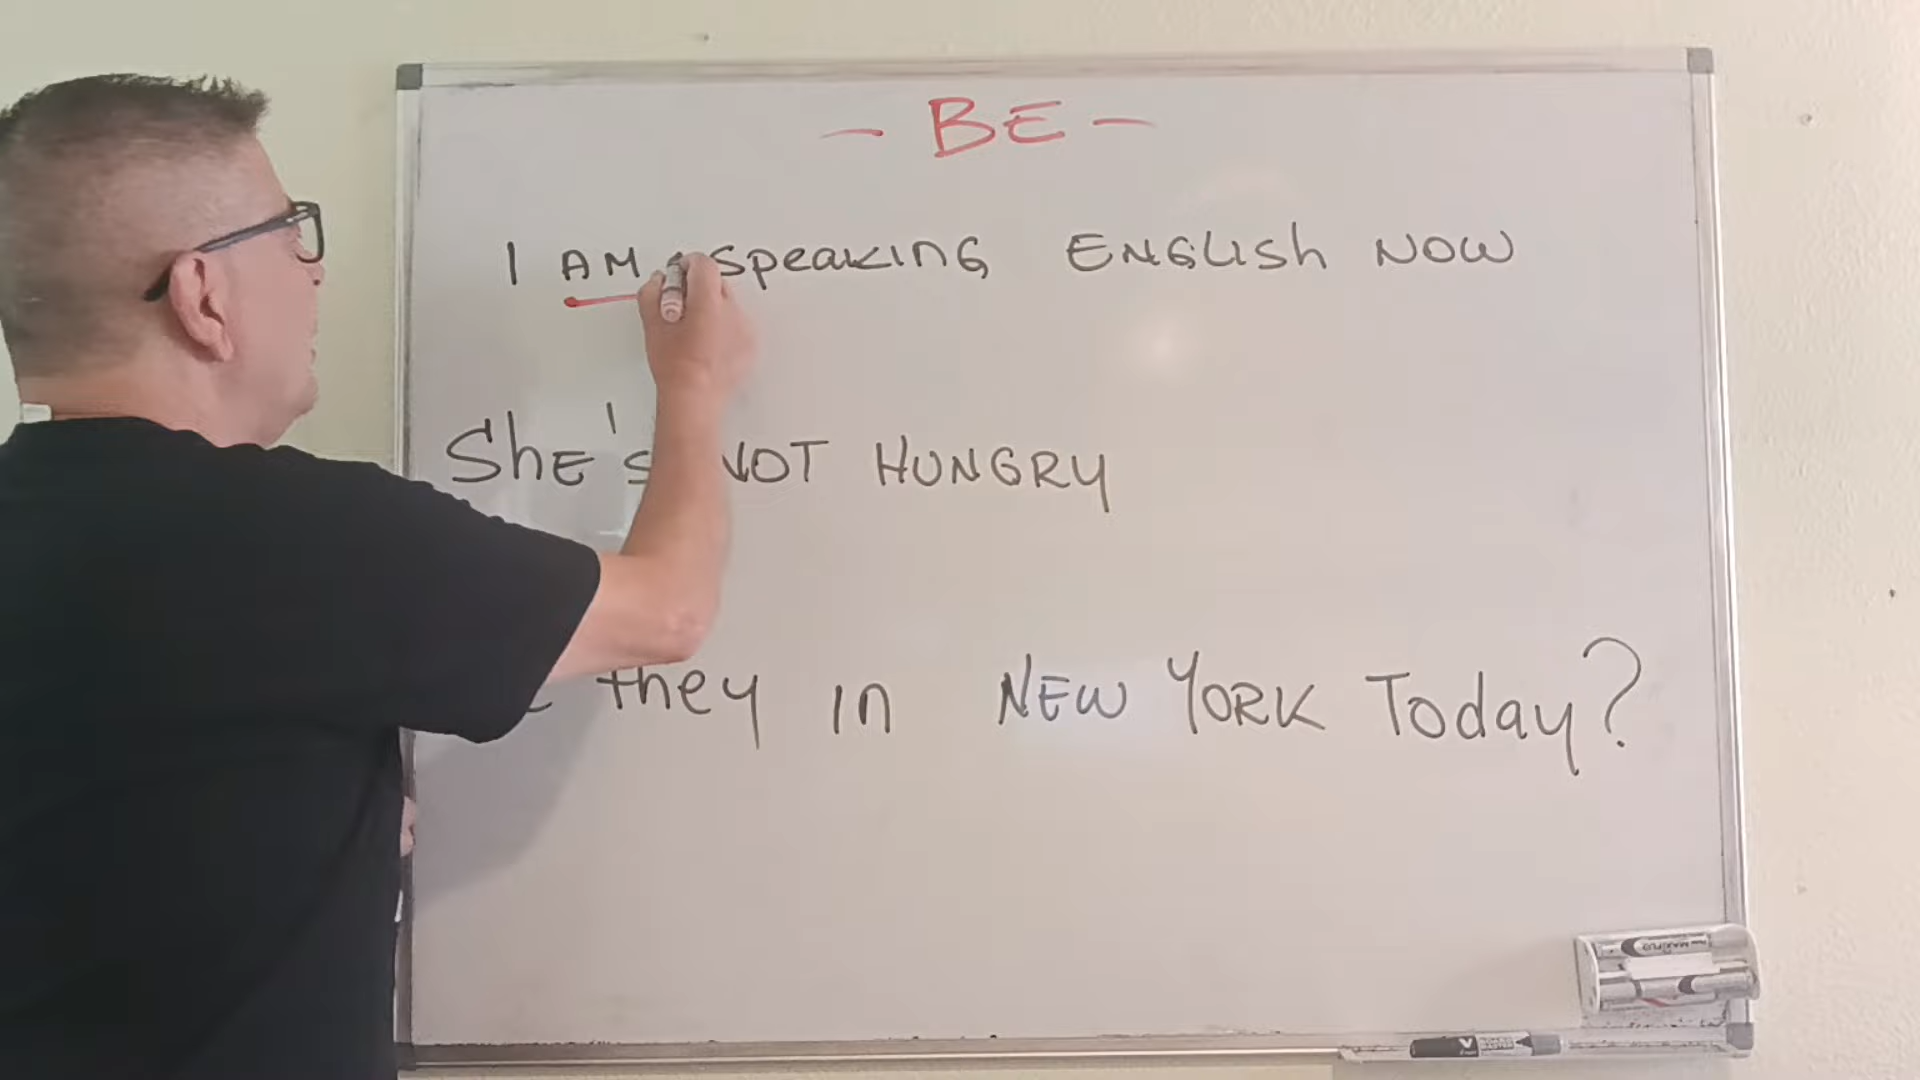 - BE -
I AM speaking ENGLISH NOW
SHE'S NOT HUNGRY
they in NEW YORK Today?